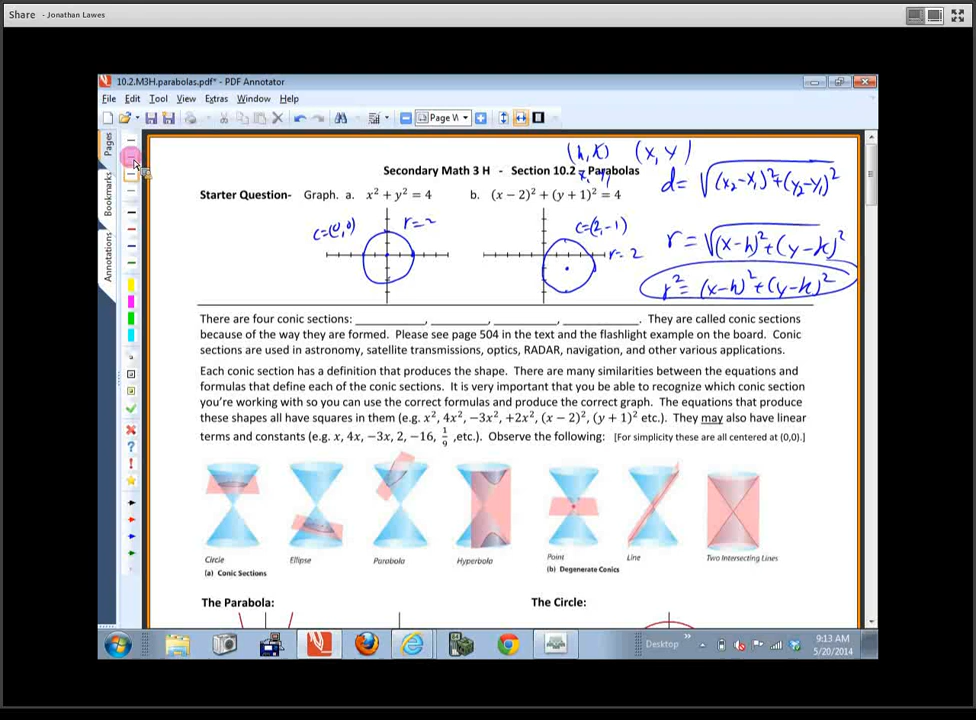 Share - Jonathan Lawes
10.2.M3H.parabolas.pdf* - PDF Annotator
File Edit Tool View Extras Window Help
Page W
Pages
Bookmarks
Annotations
(h, k) (x, y)
Secondary Math 3 H - Section 10.2 - Parabolas
d = √(x₂-x₁)²+(y₂-y₁)²
Starter Question- Graph. a. x² + y² = 4 b. (x − 2)² + (y + 1)² = 4
c=(0,0) r=2 c=(2,-1) r=2
r = √(x-h)²+(y-k)²
r² = (x-h)²+(y-k)²
There are four conic sections: ____________, ____________, ____________, ____________. They are called conic sections
because of the way they are formed. Please see page 504 in the text and the flashlight example on the board. Conic
sections are used in astronomy, satellite transmissions, optics, RADAR, navigation, and other various applications.
Each conic section has a definition that produces the shape. There are many similarities between the equations and
formulas that define each of the conic sections. It is very important that you be able to recognize which conic section
you're working with so you can use the correct formulas and produce the correct graph. The equations that produce
these shapes all have squares in them (e.g. x², 4x², −3x², +2x², (x − 2)², (y + 1)² etc.). They may also have linear
terms and constants (e.g. x, 4x, −3x, 2, −16, 1/9 ,etc.). Observe the following: [For simplicity these are all centered at (0,0).]
Circle Ellipse Parabola Hyperbola Point Line Two Intersecting Lines
(a) Conic Sections (b) Degenerate Conics
The Parabola: The Circle:
Desktop
9:13 AM
5/20/2014